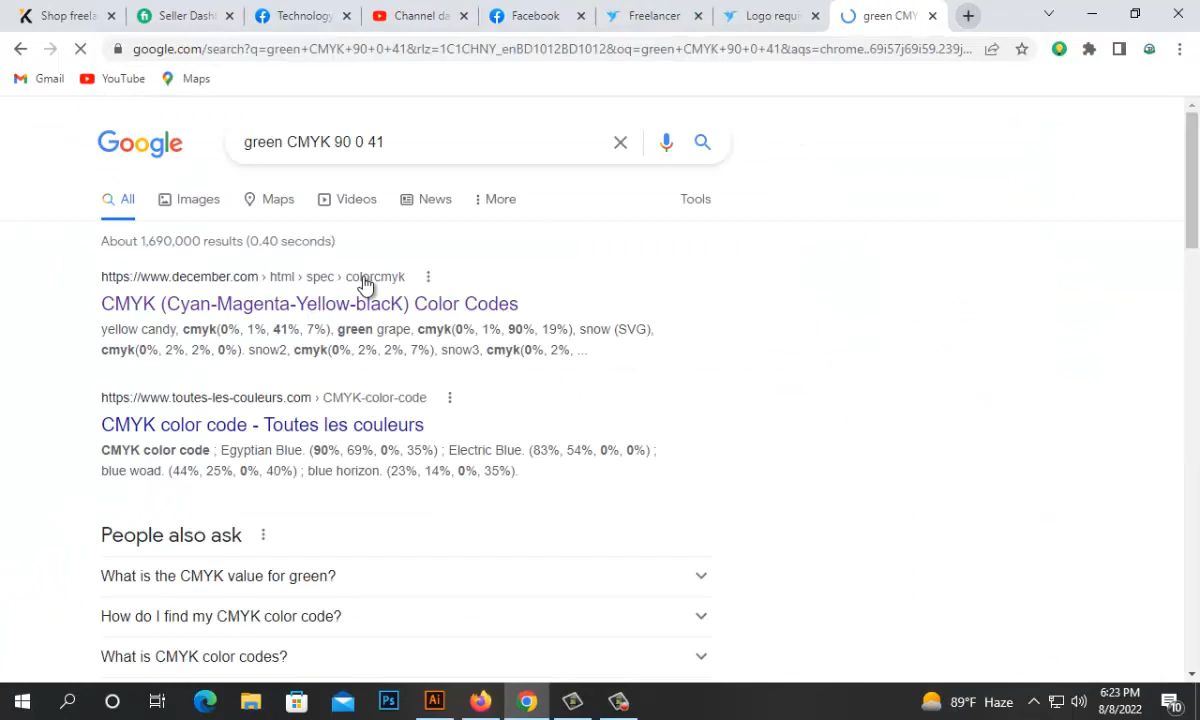 Shop freela
Seller Dash
Technology
Channel da
Facebook
Freelancer
Logo requi
green CMY
google.com/search?q=green+CMYK+90+0+41&rlz=1C1CHNY_enBD1012BD1012&oq=green+CMYK+90+0+41&aqs=chrome..69i57j69i59.239j...
Gmail
YouTube
Maps
Google
green CMYK 90 0 41
All
Images
Maps
Videos
News
More
Tools
About 1,690,000 results (0.40 seconds)
https://www.december.com › html › spec › colorcmyk
CMYK (Cyan-Magenta-Yellow-blacK) Color Codes
yellow candy, cmyk(0%, 1%, 41%, 7%), green grape, cmyk(0%, 1%, 90%, 19%), snow (SVG),
cmyk(0%, 2%, 2%, 0%). snow2, cmyk(0%, 2%, 2%, 7%), snow3, cmyk(0%, 2%, ...
https://www.toutes-les-couleurs.com › CMYK-color-code
CMYK color code - Toutes les couleurs
CMYK color code ; Egyptian Blue. (90%, 69%, 0%, 35%) ; Electric Blue. (83%, 54%, 0%, 0%) ;
blue woad. (44%, 25%, 0%, 40%) ; blue horizon. (23%, 14%, 0%, 35%).
People also ask
What is the CMYK value for green?
How do I find my CMYK color code?
What is CMYK color codes?
Ps
Ai
89°F Haze
6:23 PM
8/8/2022
10